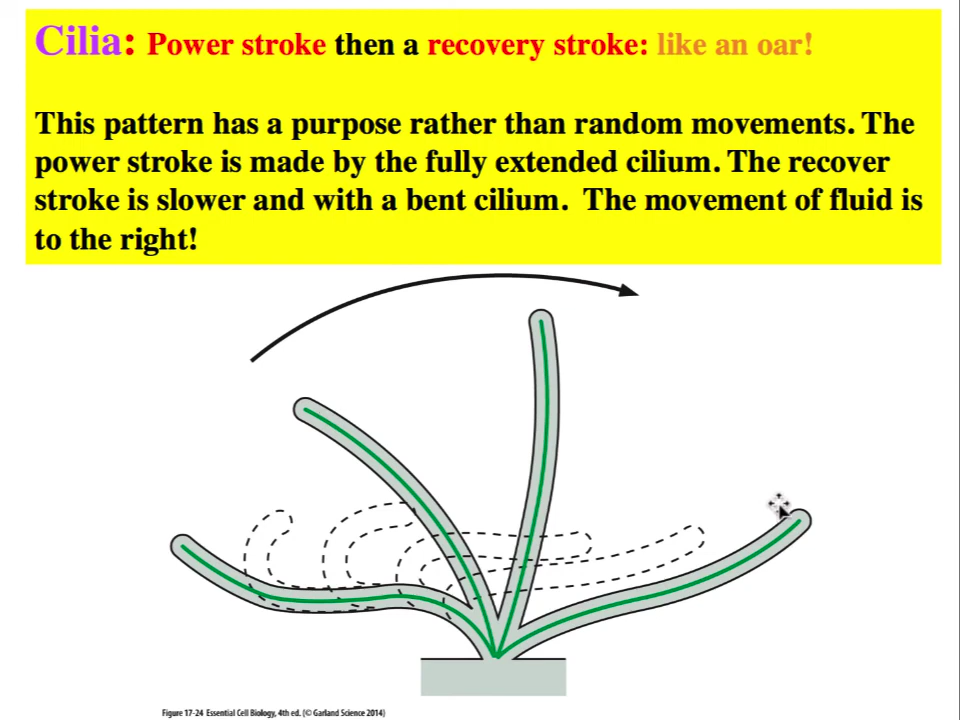 Cilia: Power stroke then a recovery stroke: like an oar!
This pattern has a purpose rather than random movements. The
power stroke is made by the fully extended cilium. The recover
stroke is slower and with a bent cilium.  The movement of fluid is
to the right!
Figure 17-24 Essential Cell Biology, 4th ed. (© Garland Science 2014)